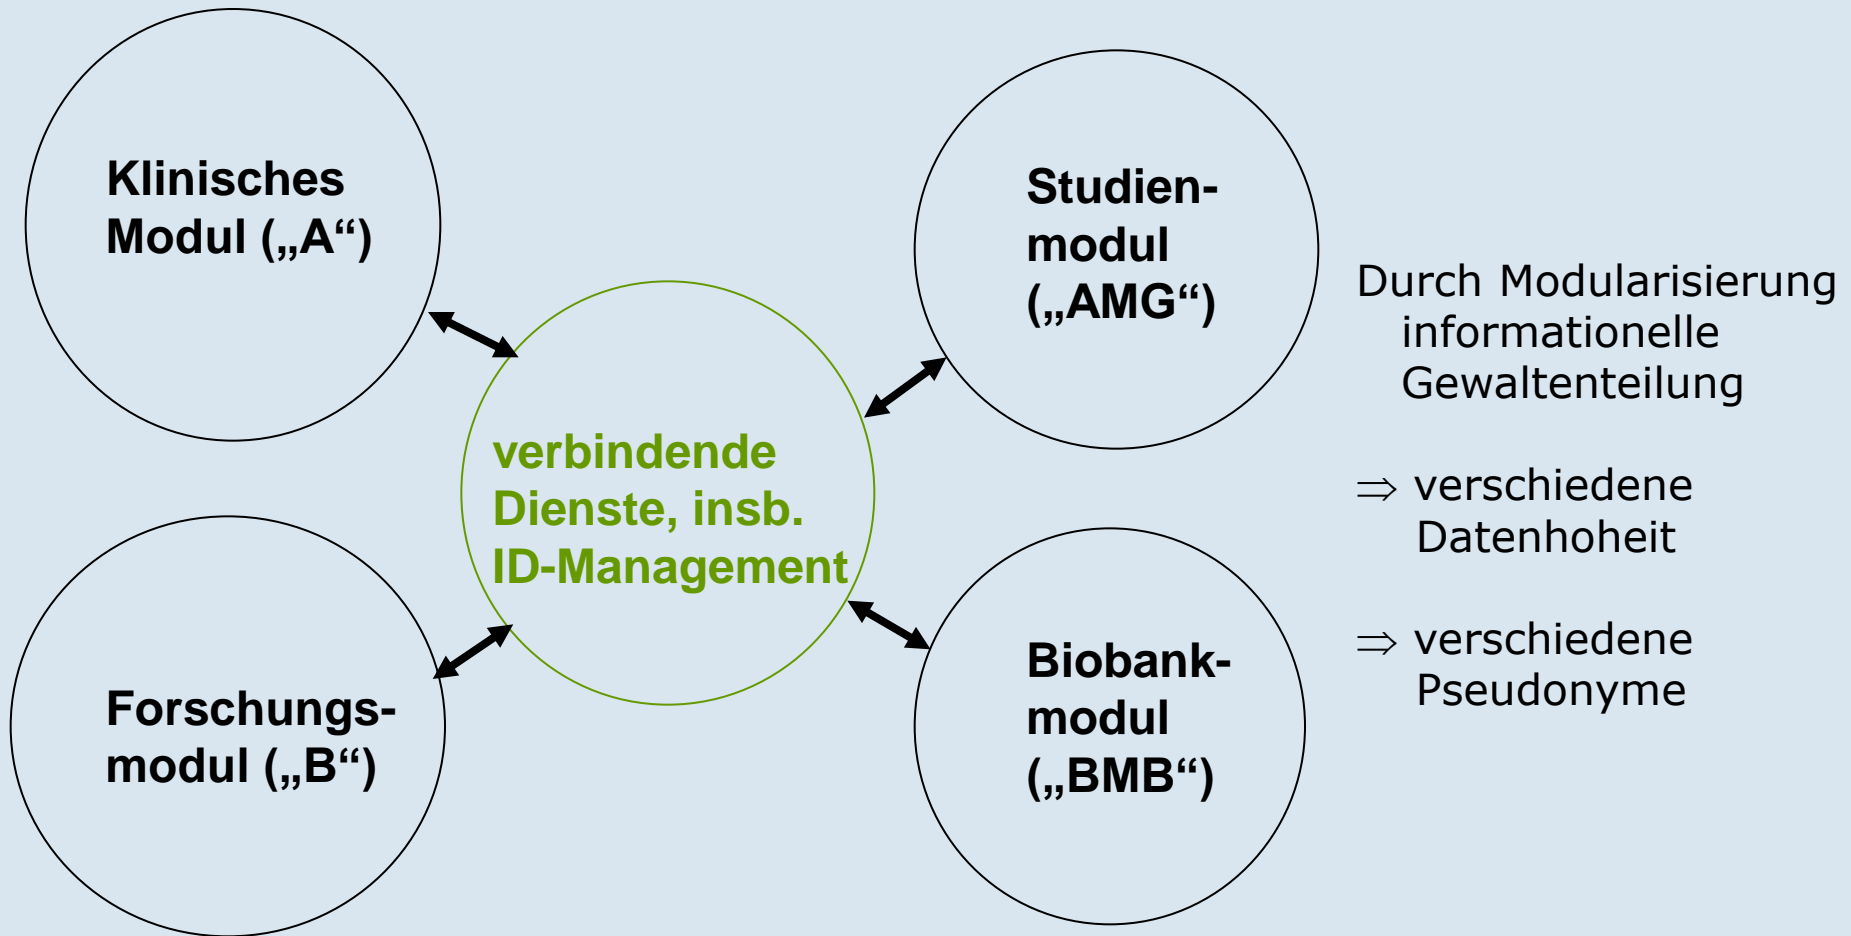 Klinisches
Modul („A“)
Studien-
modul
(„AMG“)
verbindende
Dienste, insb.
ID-Management
Forschungs-
modul („B“)
Biobank-
modul
(„BMB“)
Durch Modularisierung
informationelle
Gewaltenteilung
⇒ verschiedene
Datenhoheit
⇒ verschiedene
Pseudonyme